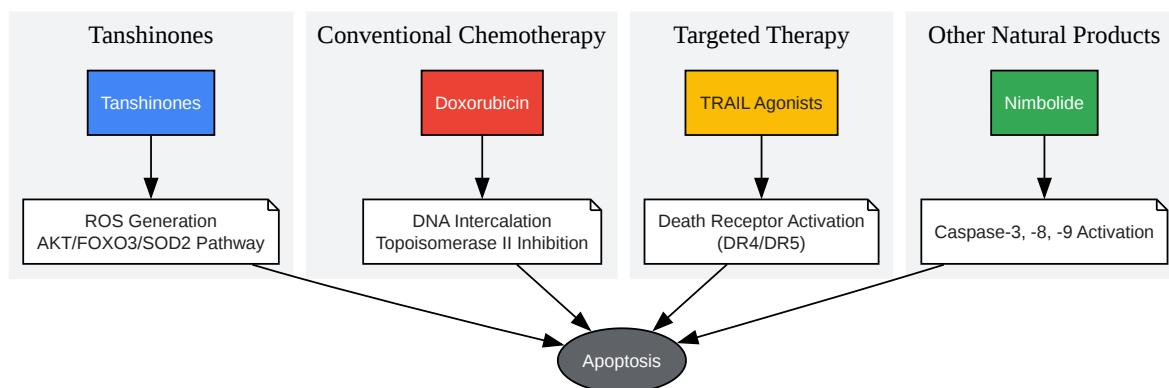 Tanshinones
Conventional Chemotherapy
Targeted Therapy
Other Natural Products
Tanshinones
Doxorubicin
TRAIL Agonists
Nimbolide
ROS Generation
AKT/FOXO3/SOD2 Pathway
DNA Intercalation
Topoisomerase II Inhibition
Death Receptor Activation
(DR4/DR5)
Caspase-3, -8, -9 Activation
Apoptosis